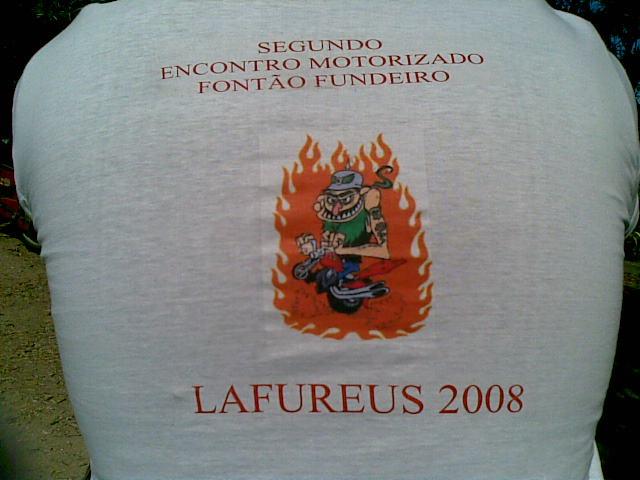 SEGUNDO
ENCONTRO MOTORIZADO
FONTÃO FUNDEIRO
LAFUREUS 2008